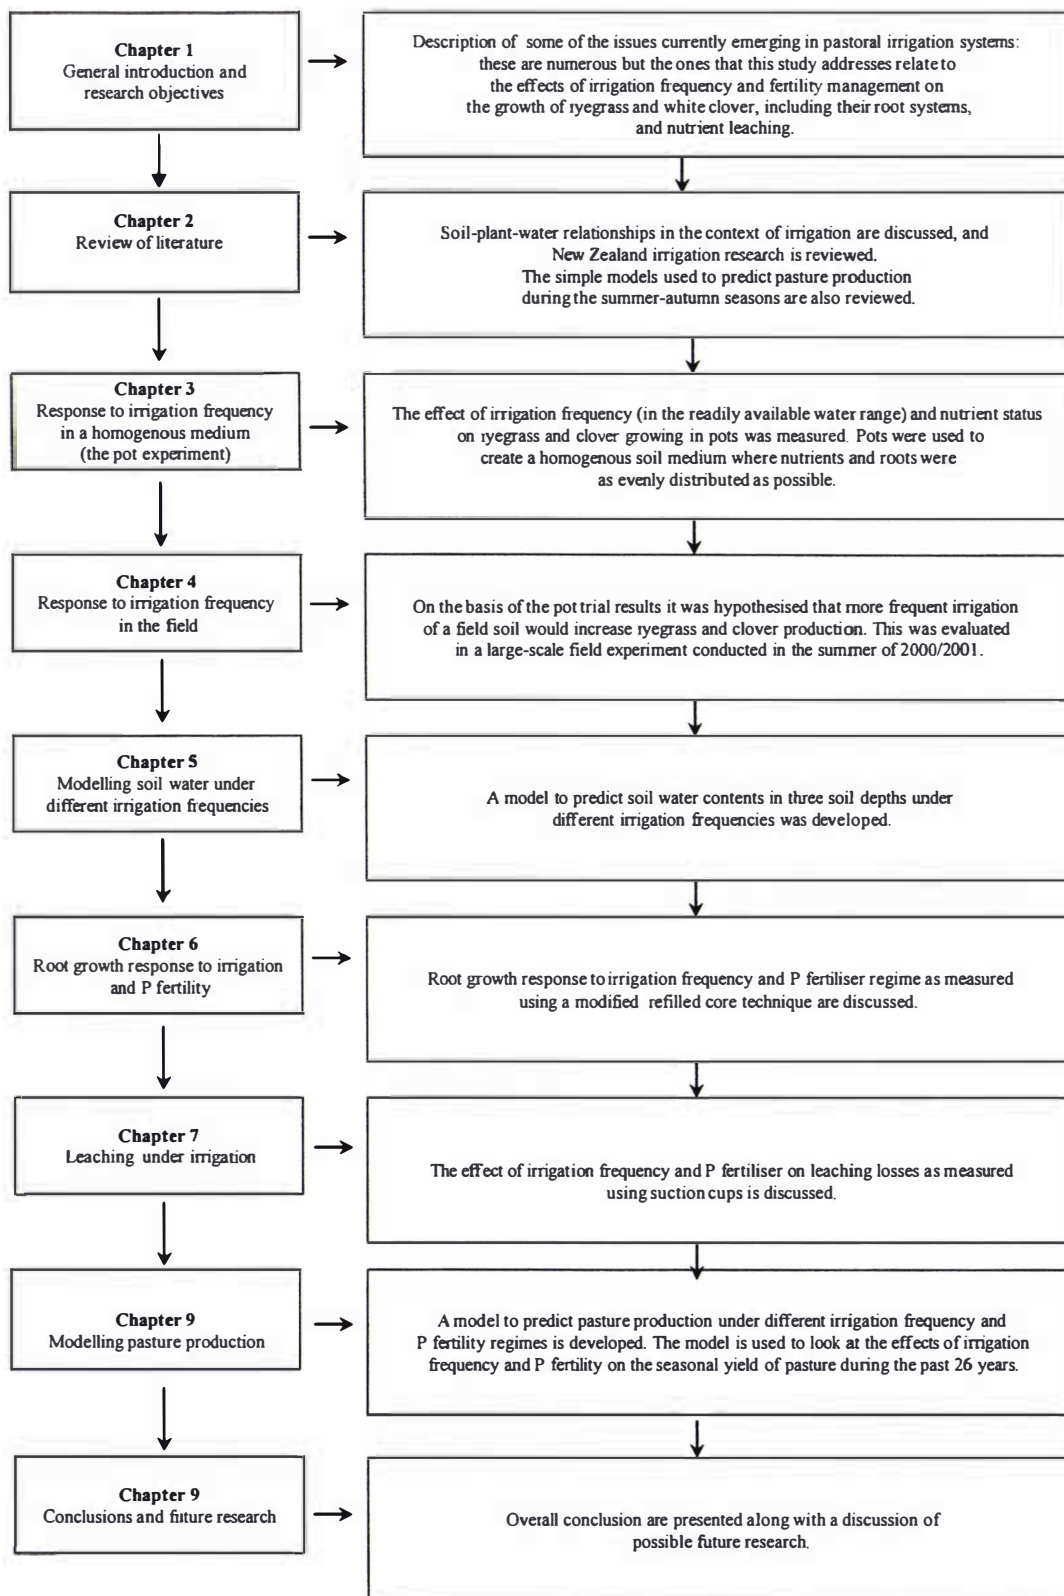 Chapter 1
General introduction and
research objectives
Description of some of the issues currently emerging in pastoral irrigation systems:
these are numerous but the ones that this study addresses relate to
the effects of irrigation frequency and fertility management on
the growth of ryegrass and white clover, including their root systems,
and nutrient leaching.
Chapter 2
Review of literature
Soil-plant-water relationships in the context of irrigation are discussed, and
New Zealand irrigation research is reviewed.
The simple models used to predict pasture production
during the summer-autumn seasons are also reviewed.
Chapter 3
Response to irrigation frequency
in a homogenous medium
(the pot experiment)
The effect of irrigation frequency (in the readily available water range) and nutrient status
on ryegrass and clover growing in pots was measured. Pots were used to
create a homogenous soil medium where nutrients and roots were
as evenly distributed as possible.
Chapter 4
Response to irrigation frequency
in the field
On the basis of the pot trial results it was hypothesised that more frequent irrigation
of a field soil would increase ryegrass and clover production. This was evaluated
in a large-scale field experiment conducted in the summer of 2000/2001.
Chapter 5
Modelling soil water under
different irrigation frequencies
A model to predict soil water contents in three soil depths under
different irrigation frequencies was developed.
Chapter 6
Root growth response to irrigation
and P fertility
Root growth response to irrigation frequency and P fertiliser regime as measured
using a modified refilled core technique are discussed.
Chapter 7
Leaching under irrigation
The effect of irrigation frequency and P fertiliser on leaching losses as measured
using suction cups is discussed.
Chapter 9
Modelling pasture production
A model to predict pasture production under different irrigation frequency and
P fertility regimes is developed. The model is used to look at the effects of irrigation
frequency and P fertility on the seasonal yield of pasture during the past 26 years.
Chapter 9
Conclusions and future research
Overall conclusion are presented along with a discussion of
possible future research.